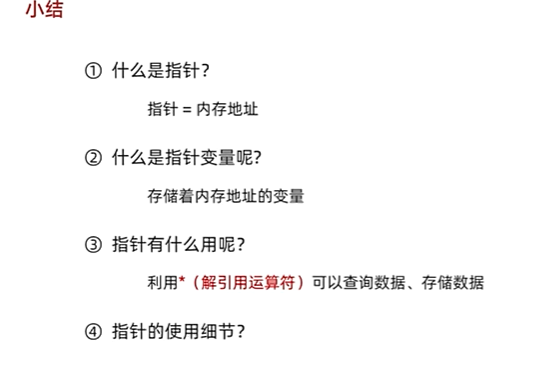 小结
① 什么是指针？
指针 = 内存地址
② 什么是指针变量呢？
存储着内存地址的变量
③ 指针有什么用呢？
利用*（解引用运算符）可以查询数据、存储数据
④ 指针的使用细节？